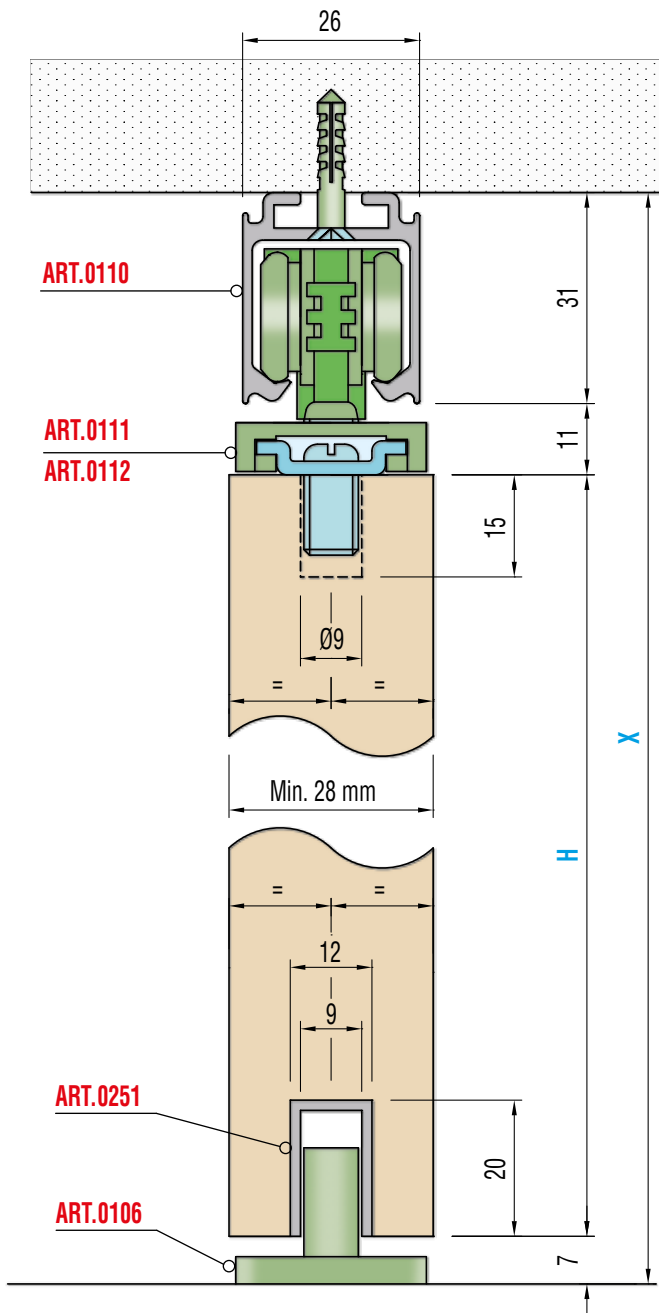 26
ART.0110
31
ART.0111
ART.0112
11
15
Ø9
= =
X
Min. 28 mm
H
= =
12
9
ART.0251
20
ART.0106
7